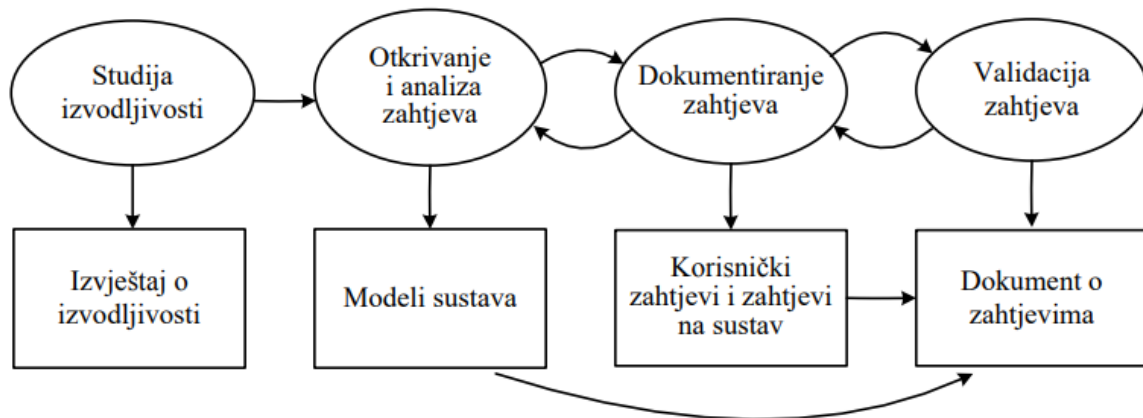 Studija
izvodljivosti
Otkrivanje
i analiza
zahtjeva
Dokumentiranje
zahtjeva
Validacija
zahtjeva
Izvještaj o
izvodljivosti
Modeli sustava
Korisnički
zahtjevi i zahtjevi
na sustav
Dokument o
zahtjevima